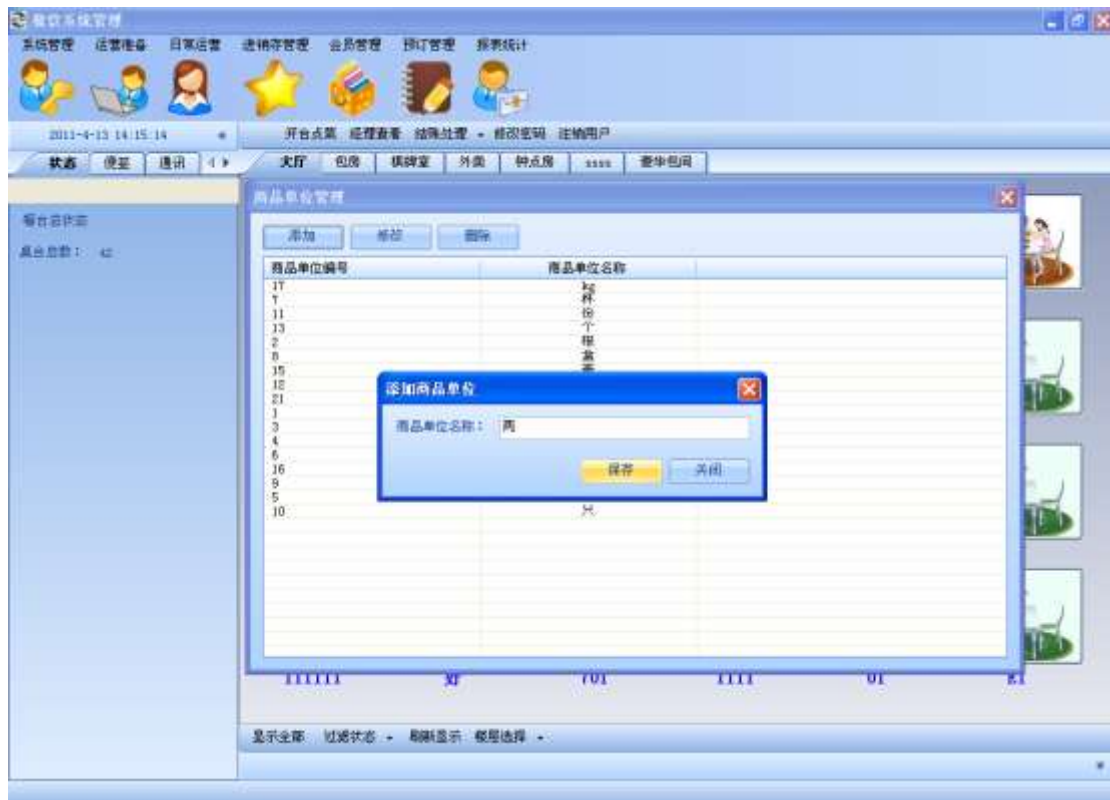 餐饮系统管理
系统管理 运营准备 日常运营 进销存管理 会员管理 预订管理 报表统计
2011-4-13 14:15:14
开台点菜 经理查看 结账处理 修改密码 注销用户
状态 便签 通讯
大厅 包房 棋牌室 外卖 钟点房 ssss 豪华包间
商品单位管理
餐台总状态
桌台总数： 42
添加 修改 删除
商品单位编号 商品单位名称
17 kg
7 杯
11 份
13 个
2
8 盒
15
12
21
1
3
4
6
16
9
5
10 只
添加商品单位
商品单位名称： 两
保存 关闭
111111 好 701 1111 01
显示全部 过滤状态 刷新显示 楼层选择